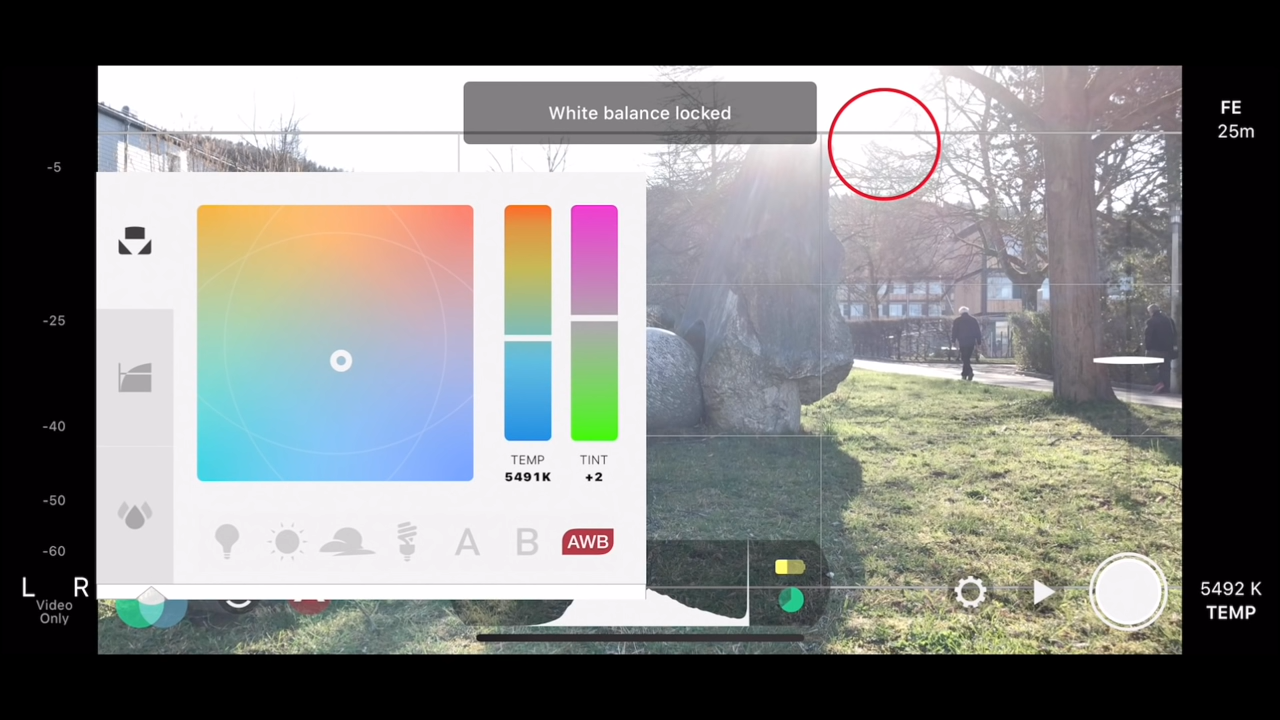 White balance locked
FE
25m
-5
-25
-40
-50
-60
TEMP
5491K
TINT
+2
A
B
AWB
L R
Video
Only
5492 K
TEMP